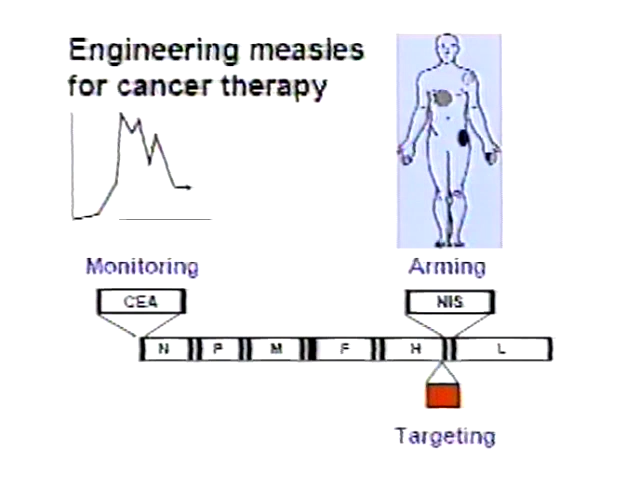 Engineering measles
for cancer therapy
Monitoring
Arming
CEA
NIS
N P M F H L
Targeting